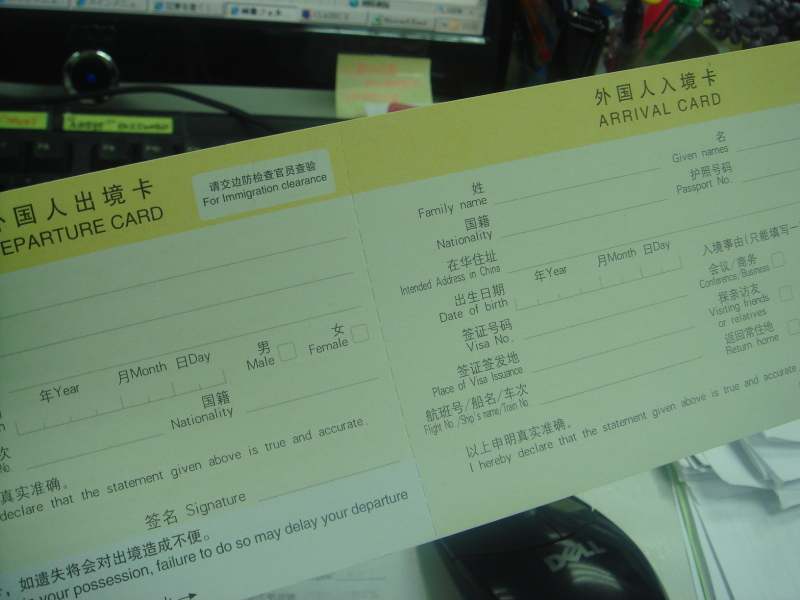 外国人出境卡
DEPARTURE CARD
请交边防检查官员查验
For Immigration clearance
年Year 月Month 日Day
男
Male
女
Female
国籍
Nationality
次
No.
真实准确。
declare that the statement given above is true and accurate.
签名 Signature
如遗失将会对出境造成不便。
your possession, failure to do so may delay your departure
外国人入境卡
ARRIVAL CARD
姓
Family name
名
Given names
国籍
Nationality
护照号码
Passport No.
在华住址
Intended Address in China
出生日期
Date of birth
年Year 月Month 日Day
入境事由(只能填写一
会议/商务
Conference/Business
签证号码
Visa No.
探亲访友
Visiting friends
or relatives
签证签发地
Place of Visa Issuance
返回常住地
Return home
航班号/船名/车次
Flight No./Ship's name/Train No.
以上申明真实准确。
I hereby declare that the statement given above is true and accurate.
DELL